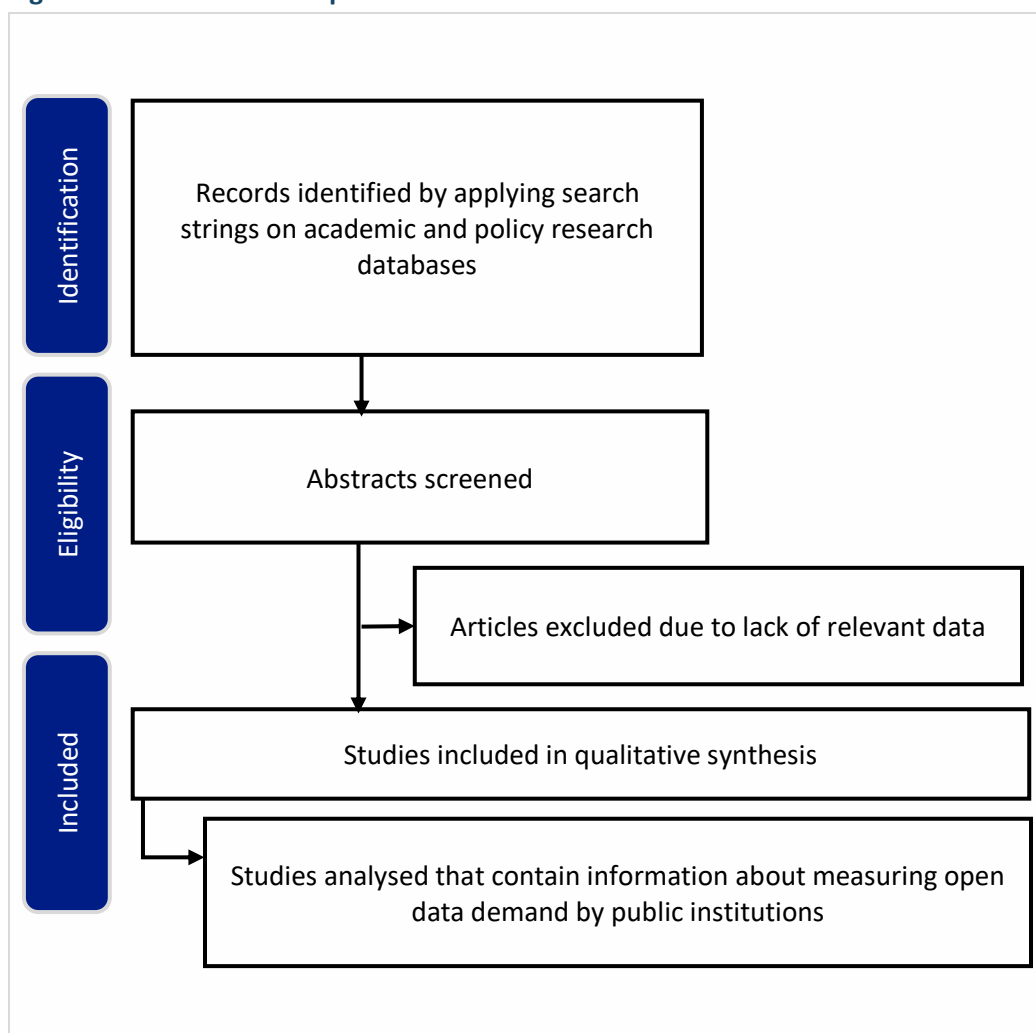 Identification
Records identified by applying search
strings on academic and policy research
databases
Eligibility
Abstracts screened
Articles excluded due to lack of relevant data
Included
Studies included in qualitative synthesis
Studies analysed that contain information about measuring open
data demand by public institutions